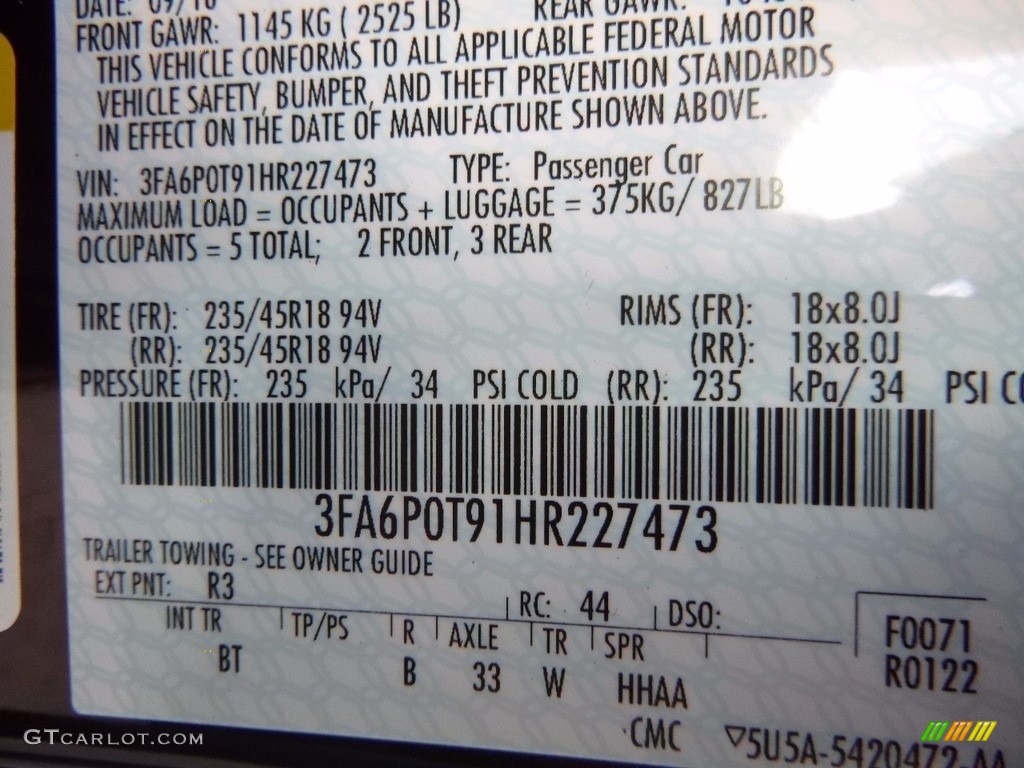 DATE: 09/16
FRONT GAWR: 1145 KG ( 2525 LB) REAR GAWR:
THIS VEHICLE CONFORMS TO ALL APPLICABLE FEDERAL MOTOR
VEHICLE SAFETY, BUMPER, AND THEFT PREVENTION STANDARDS
IN EFFECT ON THE DATE OF MANUFACTURE SHOWN ABOVE.
VIN: 3FA6P0T91HR227473 TYPE: Passenger Car
MAXIMUM LOAD = OCCUPANTS + LUGGAGE = 375KG/ 827LB
OCCUPANTS = 5 TOTAL; 2 FRONT, 3 REAR
TIRE (FR): 235/45R18 94V RIMS (FR): 18x8.0J
(RR): 235/45R18 94V (RR): 18x8.0J
PRESSURE (FR): 235 kPa/ 34 PSI COLD (RR): 235 kPa/ 34 PSI CO
3FA6P0T91HR227473
TRAILER TOWING - SEE OWNER GUIDE
EXT PNT: R3 RC: 44 DSO:
INT TR TP/PS R AXLE TR SPR F0071
BT B 33 W HHAA R0122
CMC ▽5U5A-5420472-AA
GTCARLOT.COM